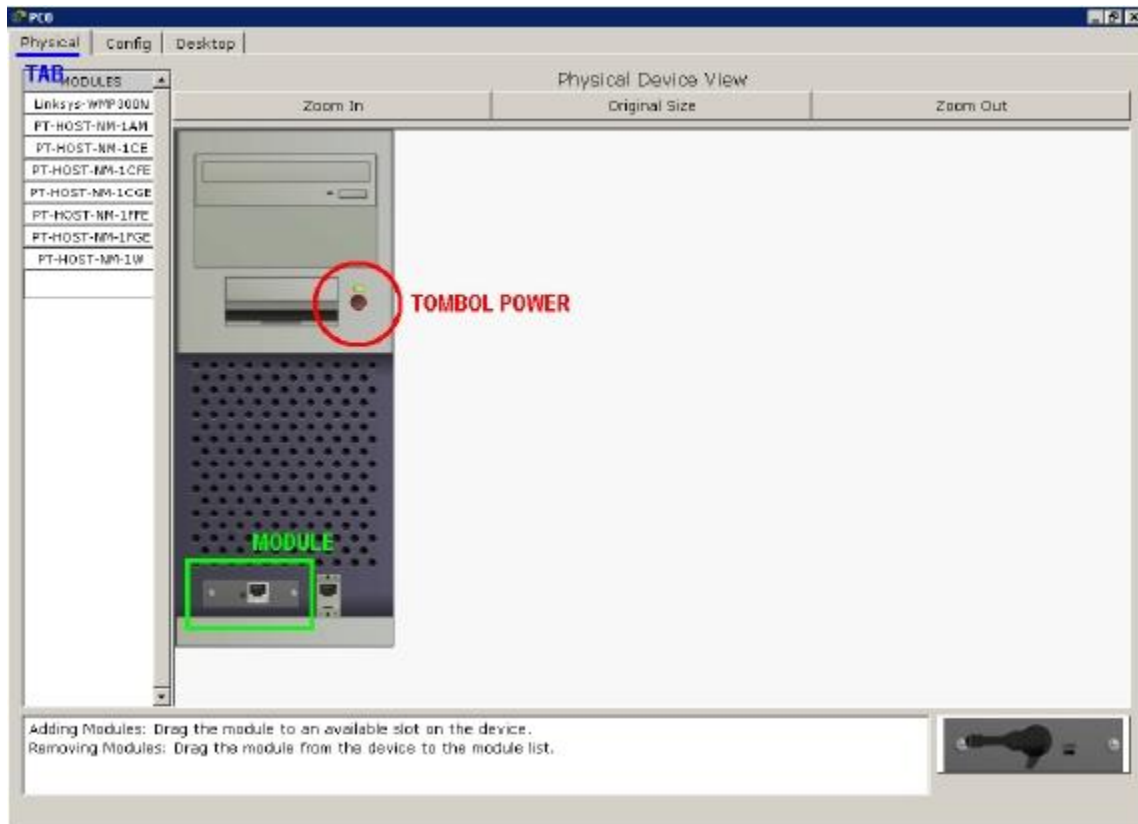 PC0
Physical Config Desktop
TAB
MODULES
Physical Device View
Linksys-WMP300N
Zoom In Original Size Zoom Out
PT-HOST-NM-1AM
PT-HOST-NM-1CE
PT-HOST-NM-1CFE
PT-HOST-NM-1CGE
PT-HOST-NM-1FFE
PT-HOST-NM-1FGE
PT-HOST-NM-1W
TOMBOL POWER
MODULE
Adding Modules: Drag the module to an available slot on the device.
Removing Modules: Drag the module from the device to the module list.